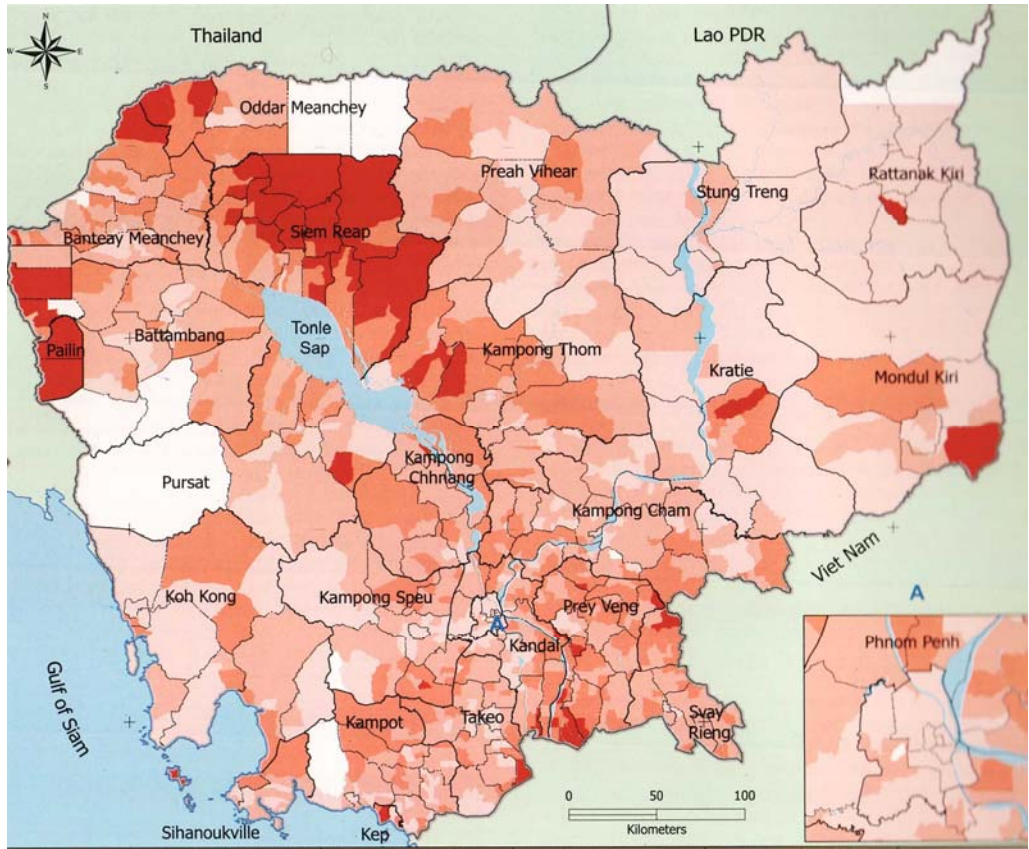 N
W
E
S
Thailand
Lao PDR
Oddar Meanchey
Preah Vihear
Stung Treng
Rattanak Kiri
Banteay Meanchey
Siem Reap
Battambang
Tonle
Sap
Pailin
Kampong Thom
Kratie
Mondul Kiri
Pursat
Kampong
Chhnang
Kampong Cham
Viet Nam
Koh Kong
Kampong Speu
Prey Veng
A
A
Kandal
Phnom Penh
Gulf of Siam
Kampot
Takeo
Svay
Rieng
0
50
100
Kilometers
Sihanoukville
Kep